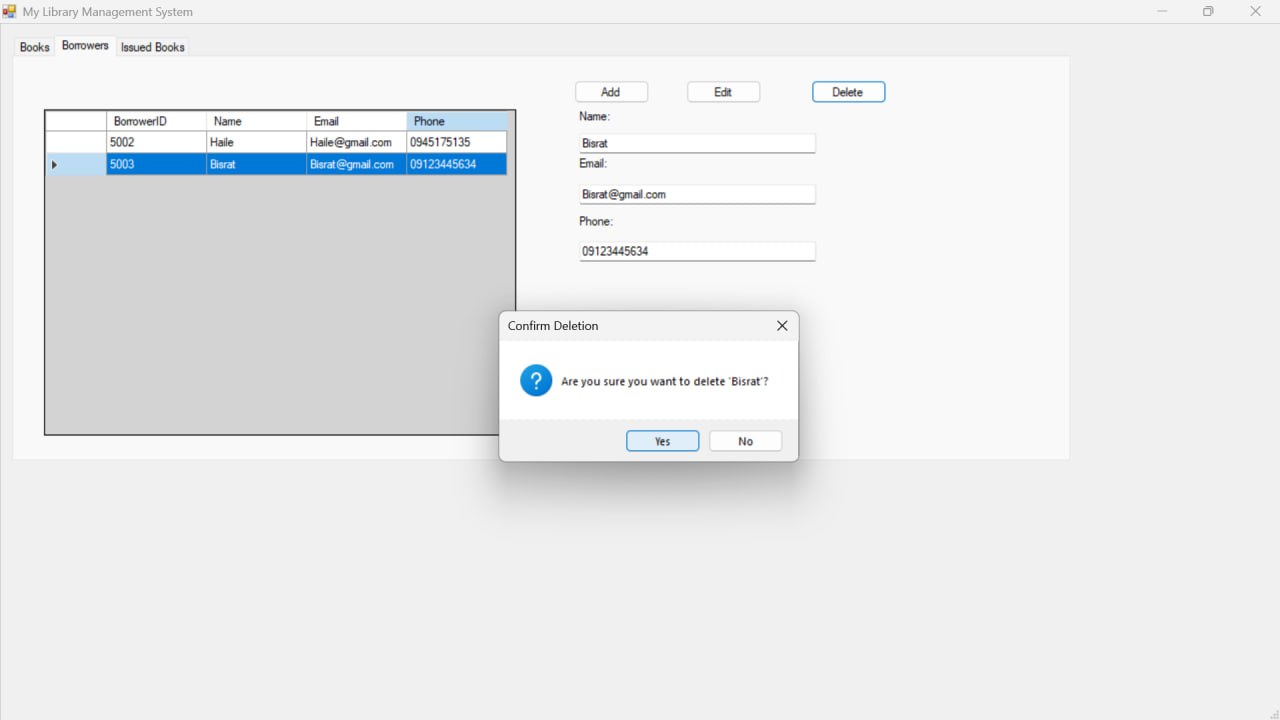 My Library Management System
Books Borrowers Issued Books
Add Edit Delete
BorrowerID Name Email Phone
5002 Haile Haile@gmail.com 0945175135
5003 Bisrat Bisrat@gmail.com 09123445634
Name:
Bisrat
Email:
Bisrat@gmail.com
Phone:
09123445634
Confirm Deletion
?
Are you sure you want to delete 'Bisrat'?
Yes No